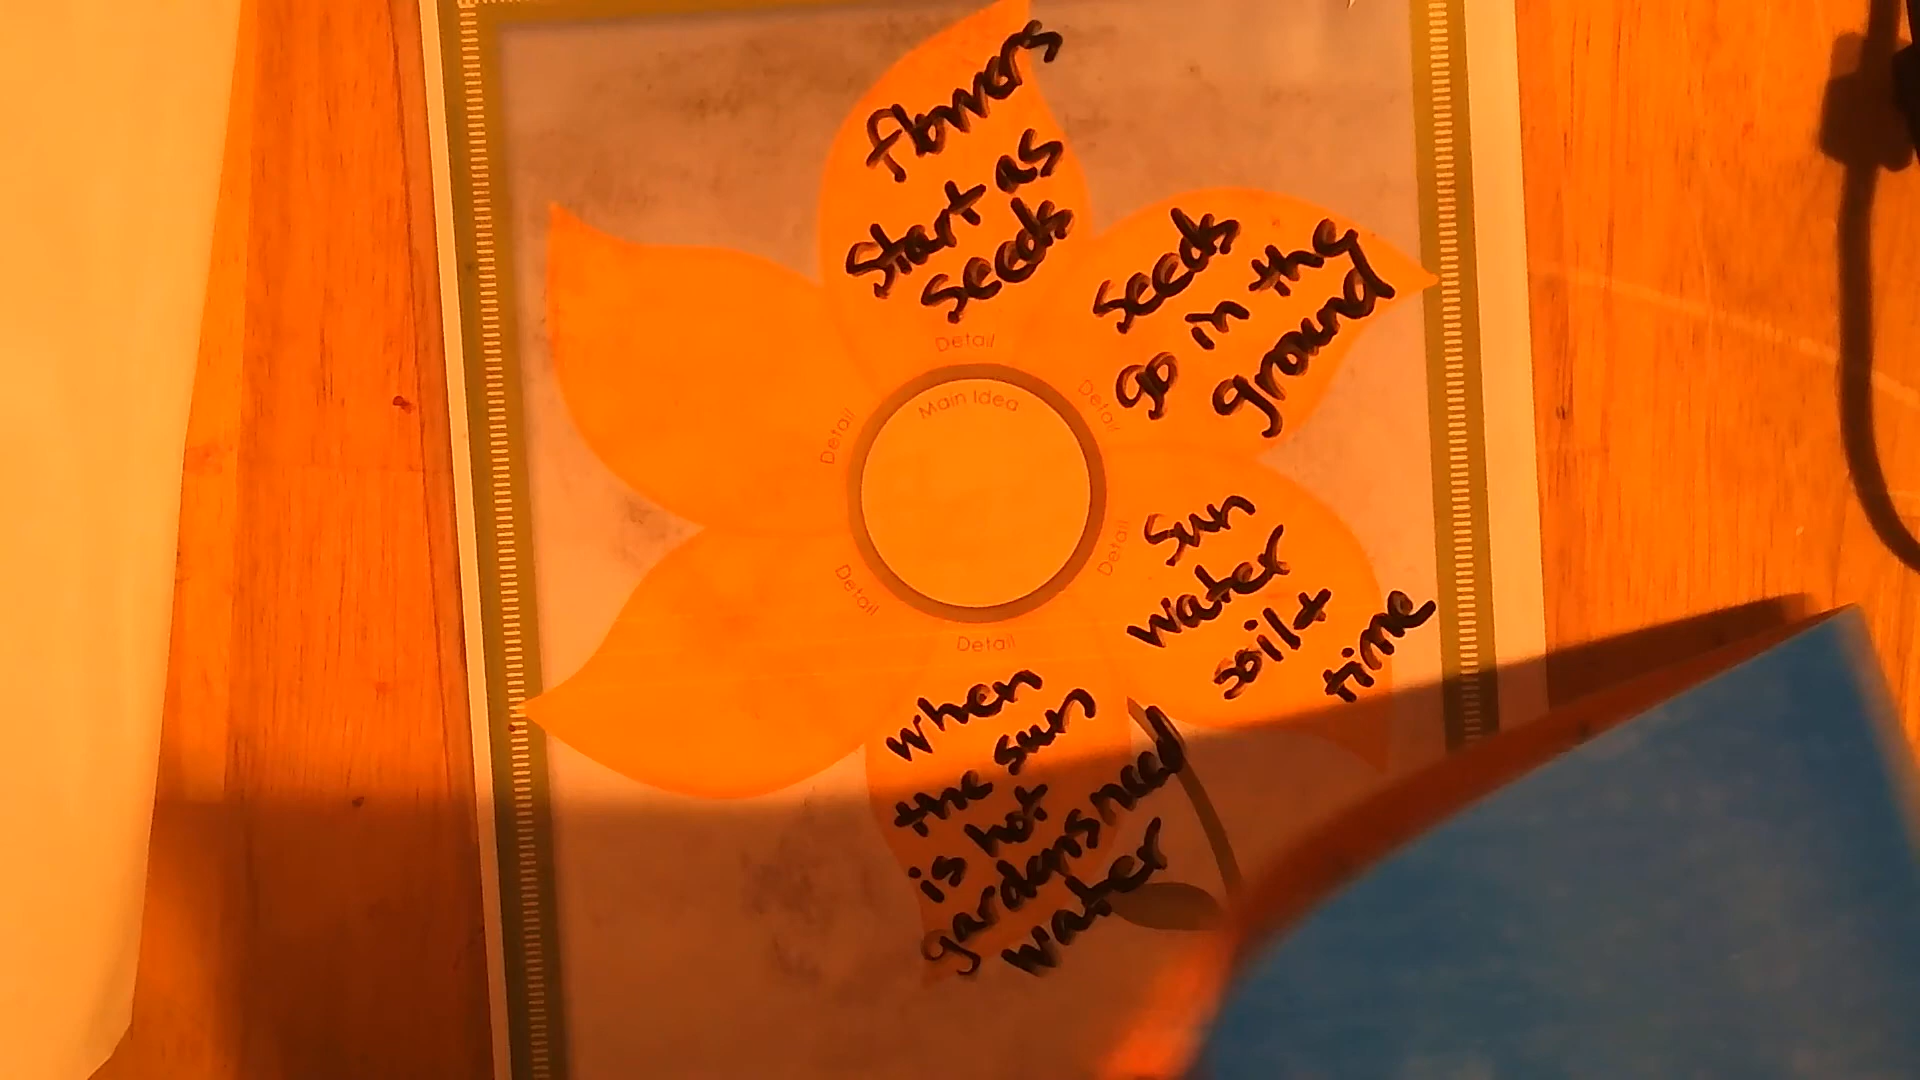 flowers
start as
seeds
Detail
seeds
go in the
ground
Detail
sun
water
soil +
time
Detail
when
the sun
is hot
gardens need
water
Detail
Detail
Detail
Main Idea